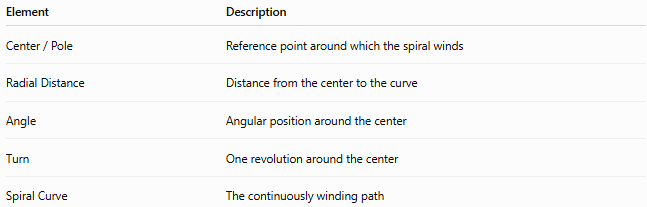 Element Description
Center / Pole Reference point around which the spiral winds
Radial Distance Distance from the center to the curve
Angle Angular position around the center
Turn One revolution around the center
Spiral Curve The continuously winding path